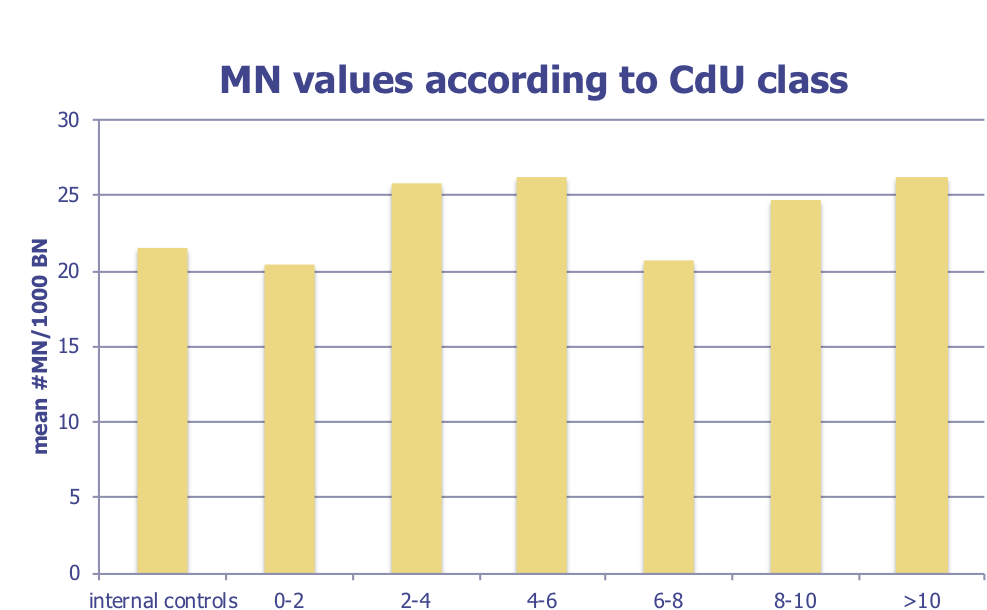 MN values according to CdU class
mean #MN/1000 BN
30
25
20
15
10
5
0
internal controls 0-2 2-4 4-6 6-8 8-10 >10